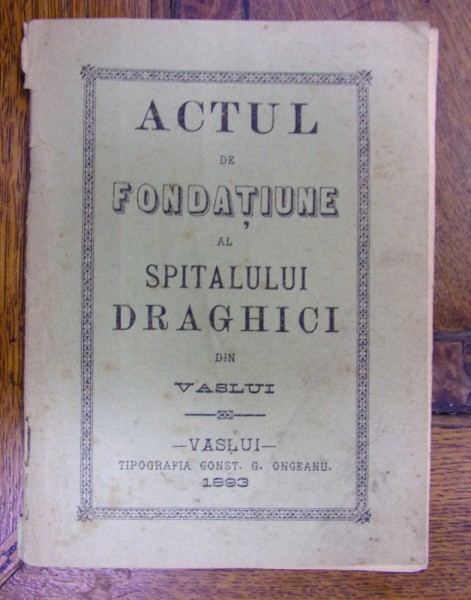 ACTUL
DE
FONDAȚIUNE
AL
SPITALULUI
DRAGHICI
DIN
VASLUI
—VASLUI—
TIPOGRAFIA CONST. G. ONGEANU.
1893